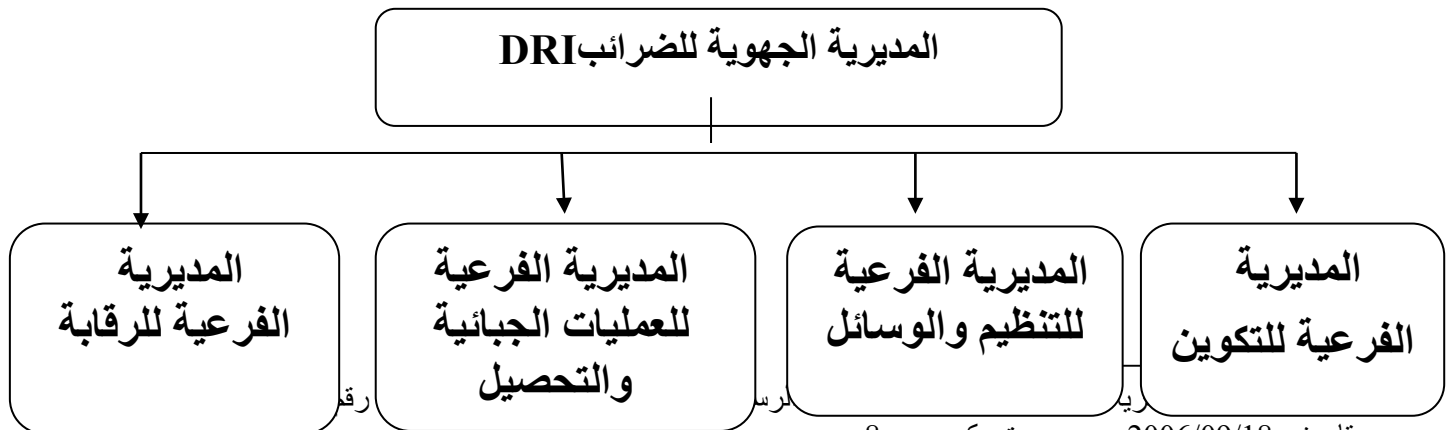 المديرية الجهوية للضرائبDRI
المديرية
الفرعية للتكوين
المديرية الفرعية
للتنظيم والوسائل
المديرية الفرعية
للعمليات الجبائية
والتحصيل
المديرية
الفرعية للرقابة